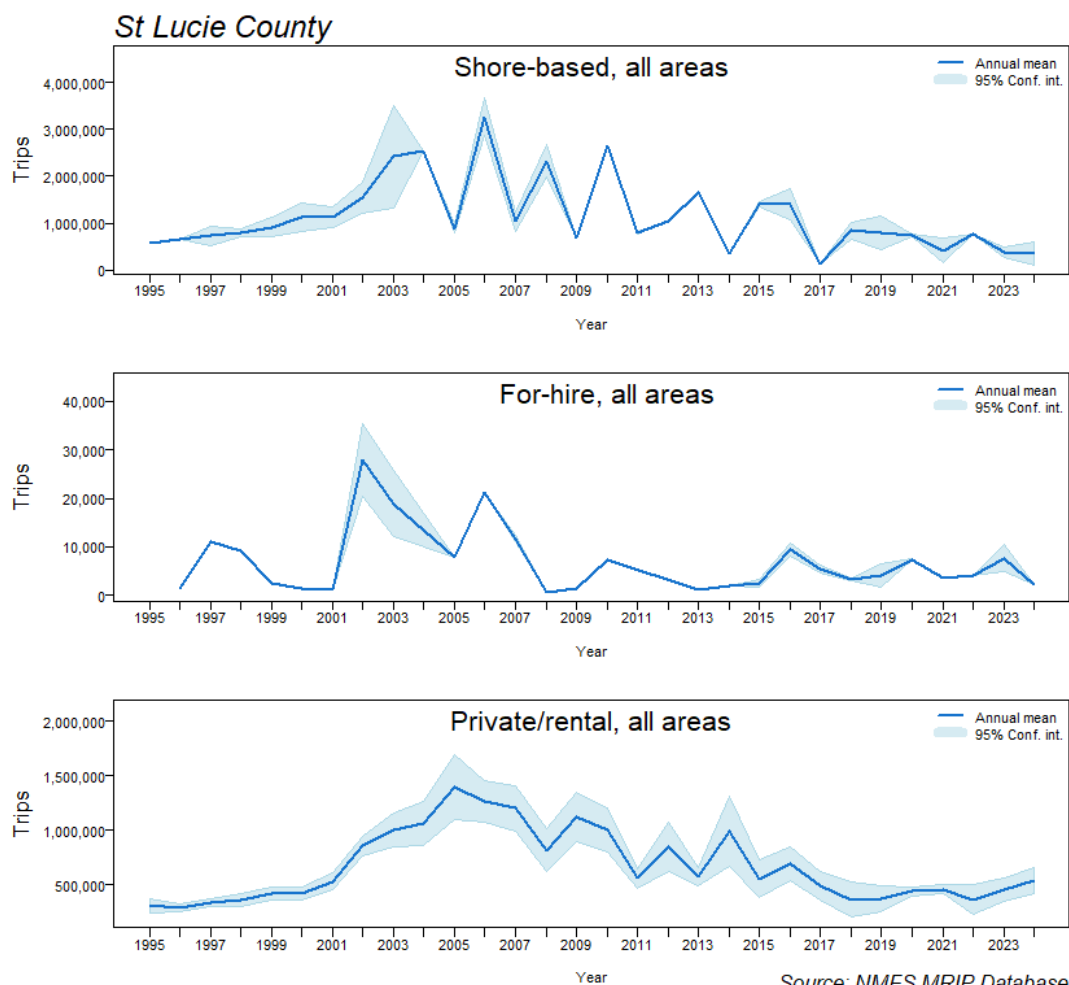 St Lucie County
Shore-based, all areas
Annual mean
95% Conf. int.
Trips
4,000,000
3,000,000
2,000,000
1,000,000
0
1995 1997 1999 2001 2003 2005 2007 2009 2011 2013 2015 2017 2019 2021 2023
Year
For-hire, all areas
Annual mean
95% Conf. int.
Trips
40,000
30,000
20,000
10,000
0
1995 1997 1999 2001 2003 2005 2007 2009 2011 2013 2015 2017 2019 2021 2023
Year
Private/rental, all areas
Annual mean
95% Conf. int.
Trips
2,000,000
1,500,000
1,000,000
500,000
1995 1997 1999 2001 2003 2005 2007 2009 2011 2013 2015 2017 2019 2021 2023
Year
Source: NMFS MRIP Database